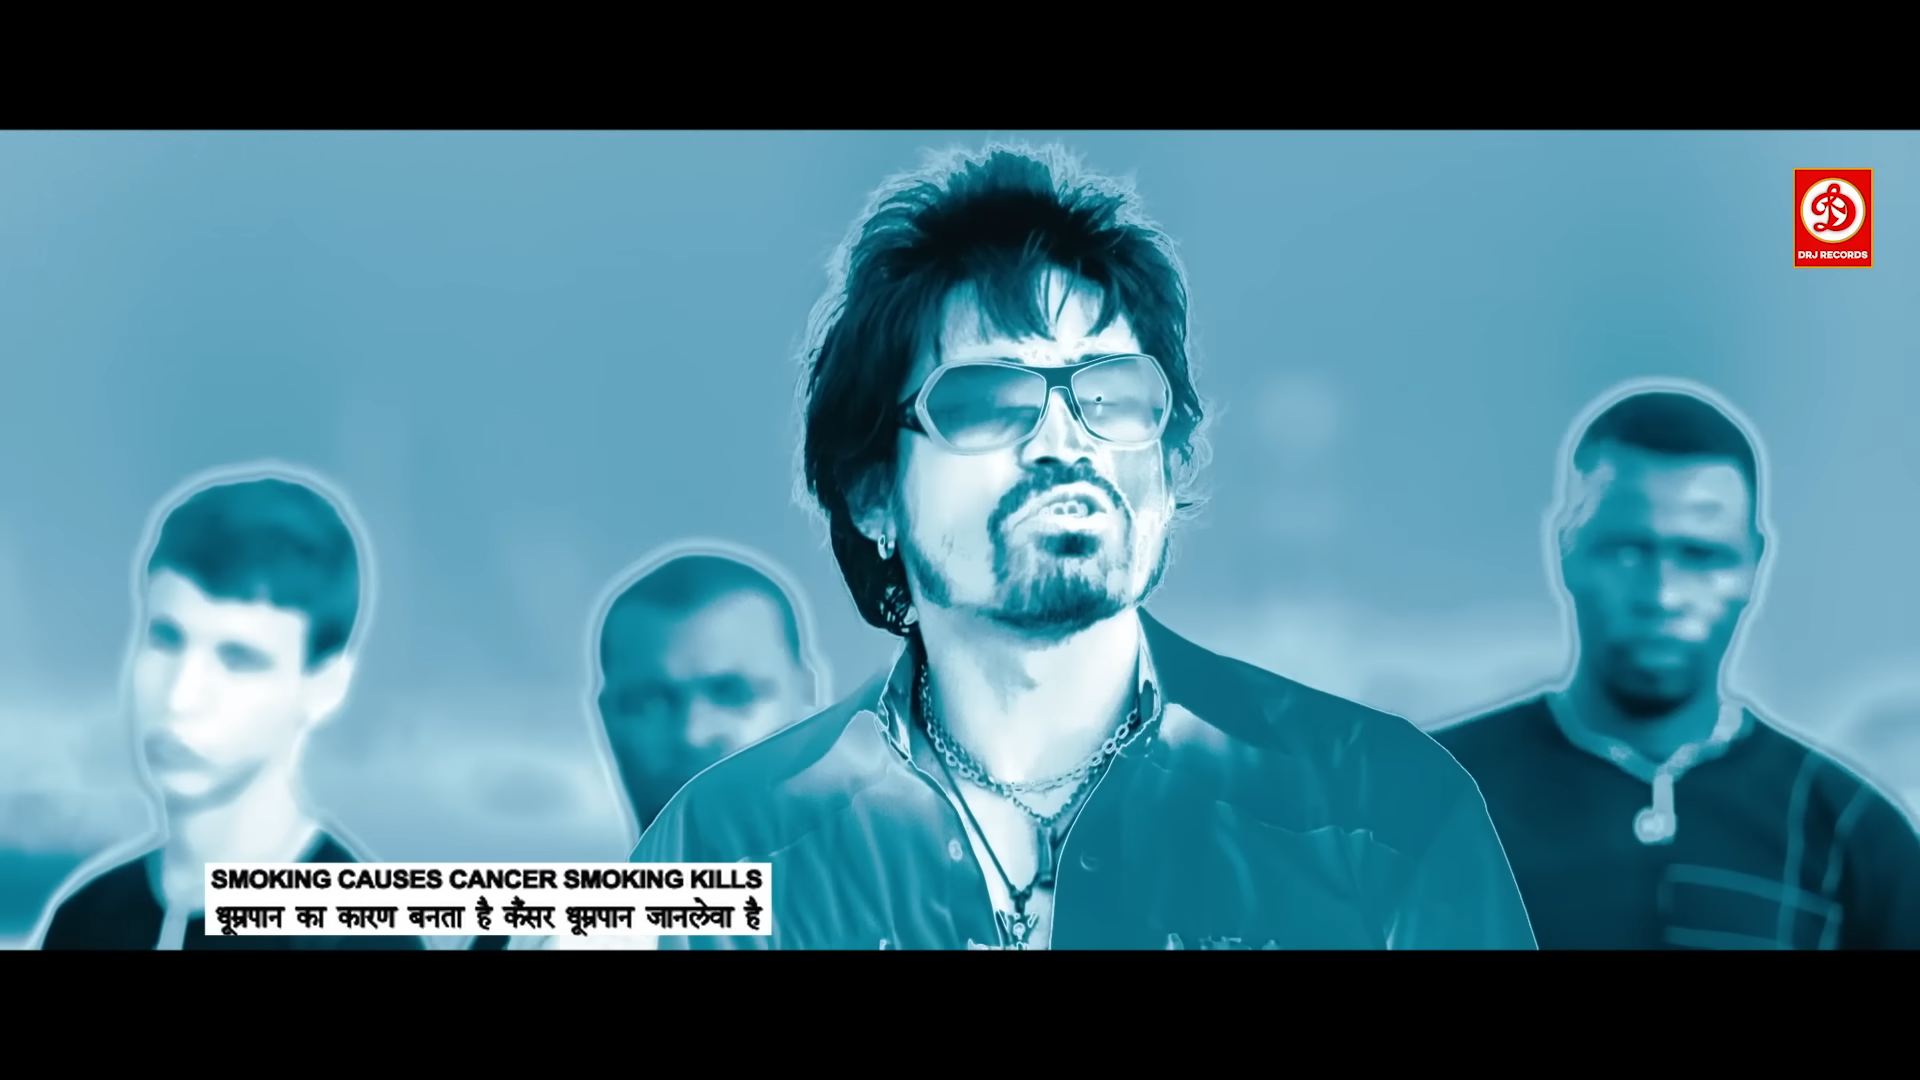 DRJ RECORDS
SMOKING CAUSES CANCER SMOKING KILLS
धूम्रपान का कारण बनता है कैंसर धूम्रपान जानलेवा है